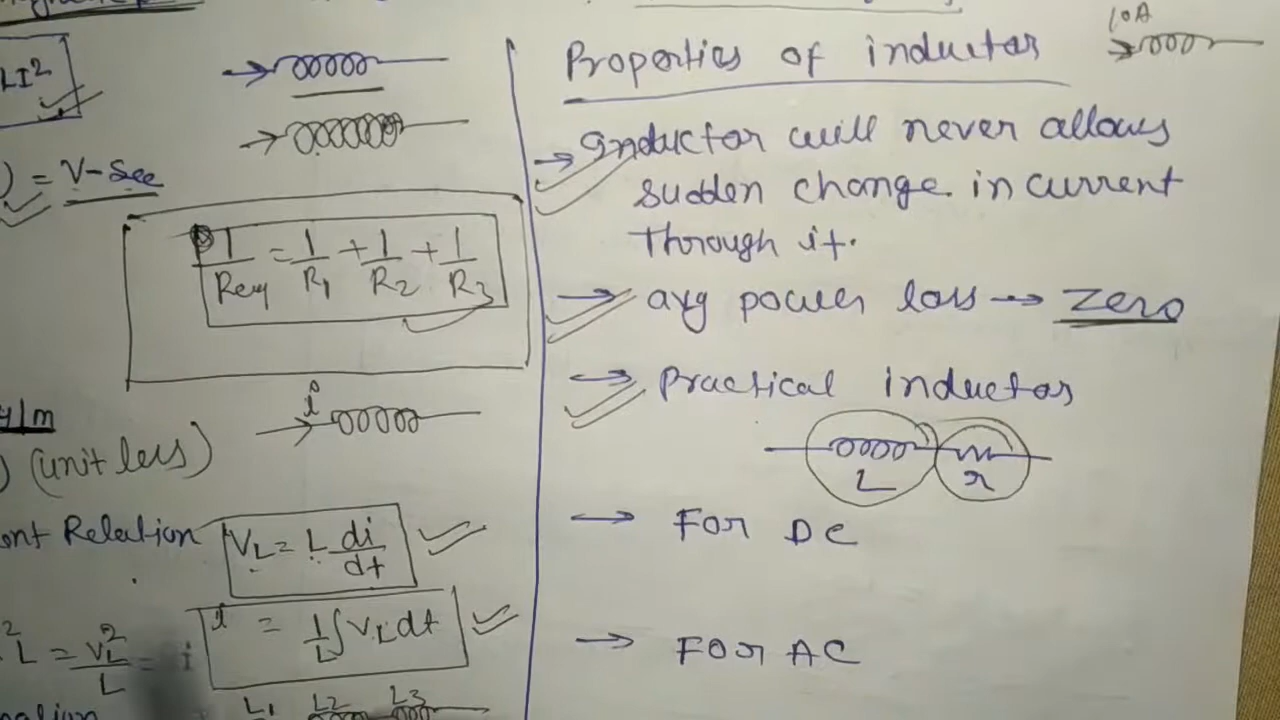 LI²
) = V-See
1/Req = 1/R1 + 1/R2 + 1/R3
i
y/m
) (unit less)
ent Relation
VL = L di/dt
²L = VL²/L = i
i = 1/L ∫ VL dt
L1 L2 L3
Properties of inductor
10A
→ Inductor will never allows
sudden change in current
Through it.
→ avg power loss → zero
→ Practical inductor
L r
→ For DC
→ For AC